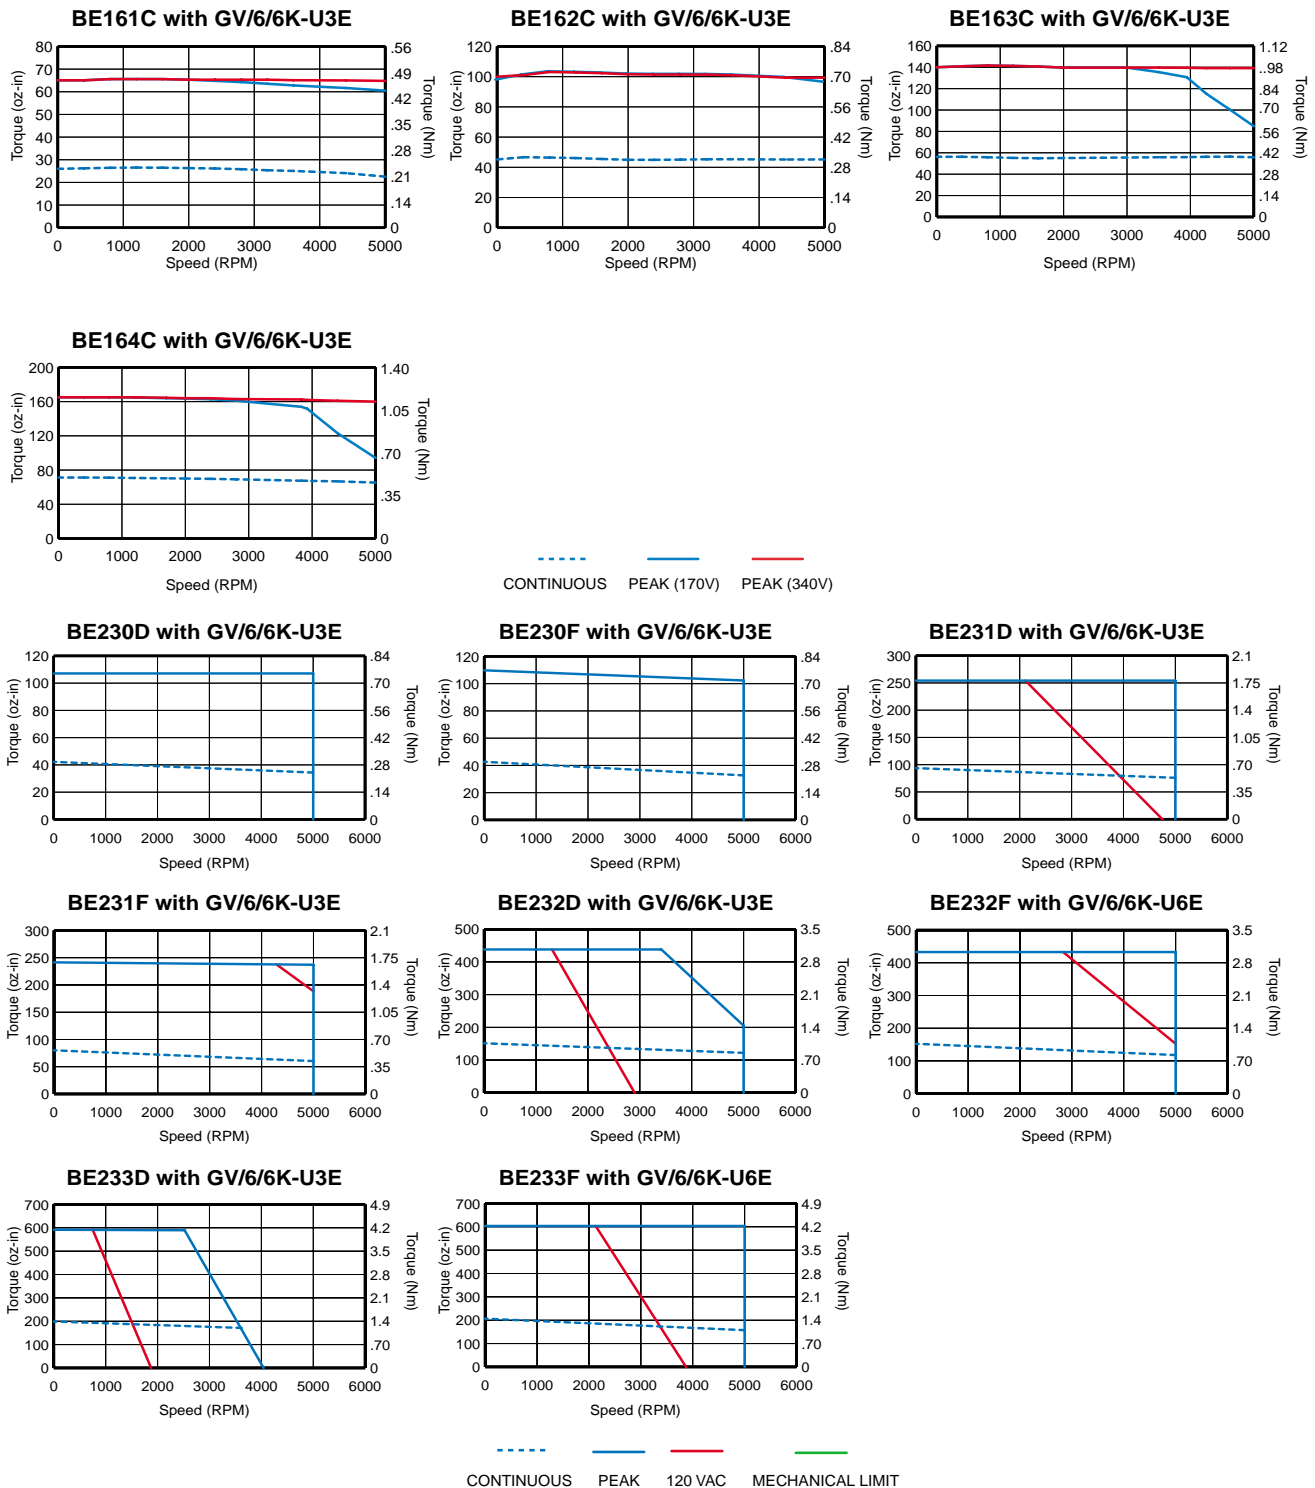 BE161C with GV/6/6K-U3E
80
70
60
50
40
30
20
10
0
Torque (oz-in)
.56
.49
.42
.35
.28
.21
.14
0
Torque (Nm)
0 1000 2000 3000 4000 5000
Speed (RPM)
BE162C with GV/6/6K-U3E
120
100
80
60
40
20
0
Torque (oz-in)
.84
.70
.56
.42
.28
.14
0
Torque (Nm)
0 1000 2000 3000 4000 5000
Speed (RPM)
BE163C with GV/6/6K-U3E
160
140
120
100
80
60
40
20
0
Torque (oz-in)
1.12
.98
.84
.70
.56
.42
.28
.14
0
Torque (Nm)
0 1000 2000 3000 4000 5000
Speed (RPM)
BE164C with GV/6/6K-U3E
200
160
120
80
40
0
Torque (oz-in)
1.40
1.05
.70
.35
0
Torque (Nm)
0 1000 2000 3000 4000 5000
Speed (RPM)
CONTINUOUS PEAK (170V) PEAK (340V)
BE230D with GV/6/6K-U3E
120
100
80
60
40
20
0
Torque (oz-in)
.84
.70
.56
.42
.28
.14
0
Torque (Nm)
0 1000 2000 3000 4000 5000 6000
Speed (RPM)
BE230F with GV/6/6K-U3E
120
100
80
60
40
20
0
Torque (oz-in)
.84
.70
.56
.42
.28
.14
0
Torque (Nm)
0 1000 2000 3000 4000 5000 6000
Speed (RPM)
BE231D with GV/6/6K-U3E
300
250
200
150
100
50
0
Torque (oz-in)
2.1
1.75
1.4
1.05
.70
.35
0
Torque (Nm)
0 1000 2000 3000 4000 5000 6000
Speed (RPM)
BE231F with GV/6/6K-U3E
300
250
200
150
100
50
0
Torque (oz-in)
2.1
1.75
1.4
1.05
.70
.35
0
Torque (Nm)
0 1000 2000 3000 4000 5000 6000
Speed (RPM)
BE232D with GV/6/6K-U3E
500
400
300
200
100
0
Torque (oz-in)
3.5
2.8
2.1
1.4
.70
0
Torque (Nm)
0 1000 2000 3000 4000 5000 6000
Speed (RPM)
BE232F with GV/6/6K-U6E
500
400
300
200
100
0
Torque (oz-in)
3.5
2.8
2.1
1.4
.70
0
Torque (Nm)
0 1000 2000 3000 4000 5000 6000
Speed (RPM)
BE233D with GV/6/6K-U3E
700
600
500
400
300
200
100
0
Torque (oz-in)
4.9
4.2
3.5
2.8
2.1
1.4
.70
0
Torque (Nm)
0 1000 2000 3000 4000 5000 6000
Speed (RPM)
BE233F with GV/6/6K-U6E
700
600
500
400
300
200
100
0
Torque (oz-in)
4.9
4.2
3.5
2.8
2.1
1.4
.70
0
Torque (Nm)
0 1000 2000 3000 4000 5000 6000
Speed (RPM)
CONTINUOUS PEAK 120 VAC MECHANICAL LIMIT